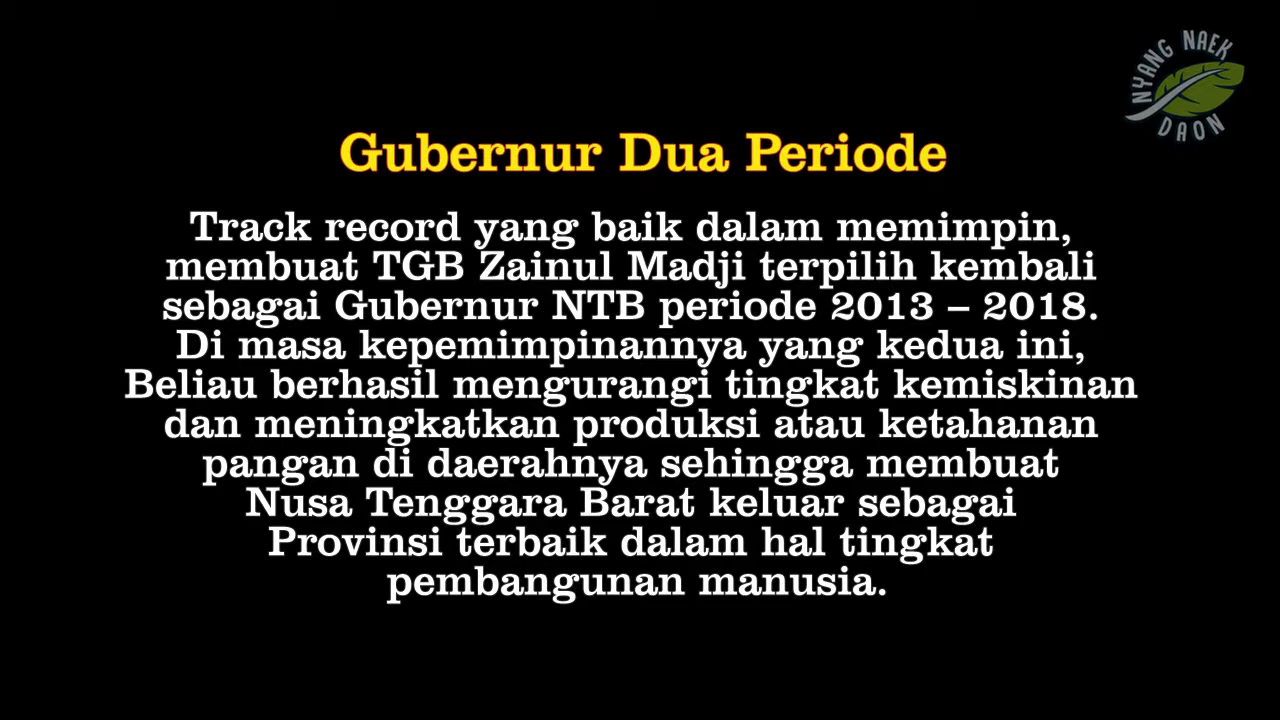 NYANG NAEK
DAON
Gubernur Dua Periode
Track record yang baik dalam memimpin,
membuat TGB Zainul Madji terpilih kembali
sebagai Gubernur NTB periode 2013 – 2018.
Di masa kepemimpinannya yang kedua ini,
Beliau berhasil mengurangi tingkat kemiskinan
dan meningkatkan produksi atau ketahanan
pangan di daerahnya sehingga membuat
Nusa Tenggara Barat keluar sebagai
Provinsi terbaik dalam hal tingkat
pembangunan manusia.